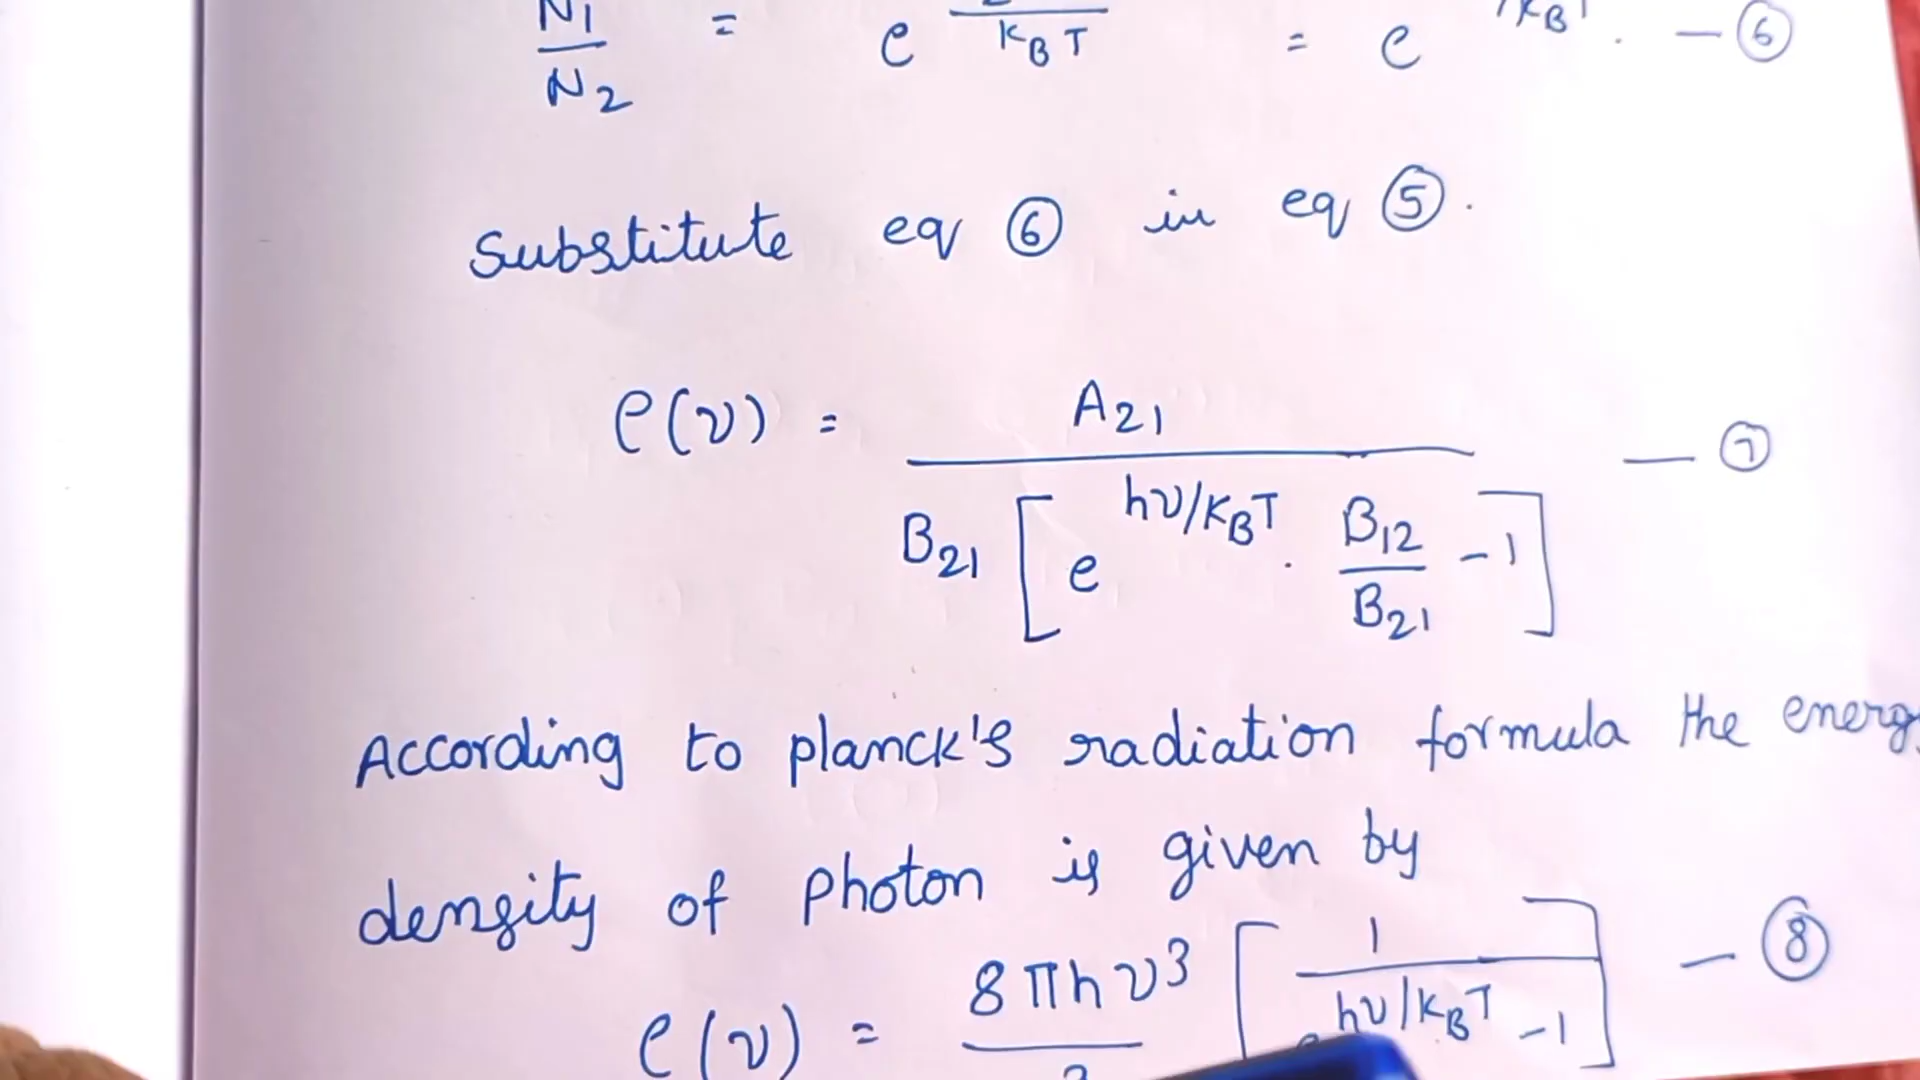 N1/N2 = e /KBT = e /KB . — ⑥
Substitute eq ⑥ in eq ⑤.
ρ(ν) = A21 / B21 [ e^hν/KBT . B12/B21 - 1 ] — ⑦
According to planck's radiation formula the energ
density of photon is given by
ρ(ν) = 8πhν³ / [ 1 / hν/KBT - 1 ] — ⑧